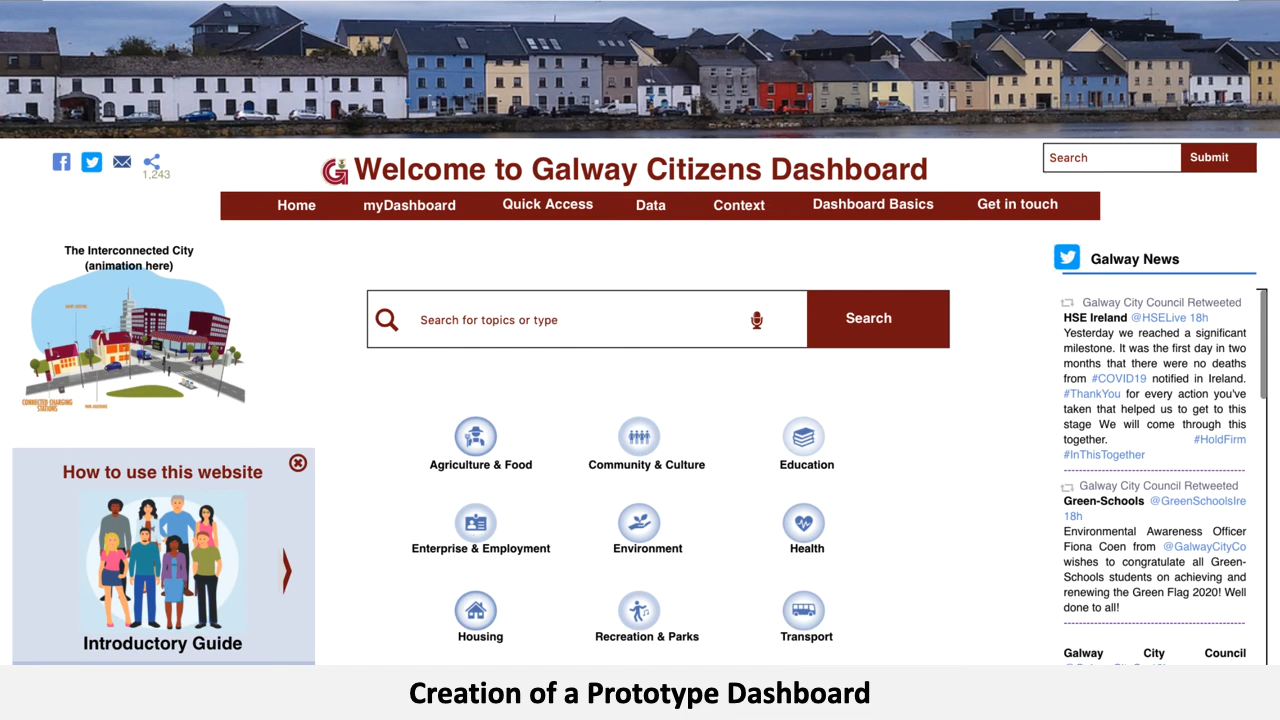 1,243
Welcome to Galway Citizens Dashboard
Search
Submit
Home
myDashboard
Quick Access
Data
Context
Dashboard Basics
Get in touch
The Interconnected City
(animation here)
CONNECTED CHARGING
STATIONS
How to use this website
Introductory Guide
Search for topics or type
Search
Agriculture & Food
Community & Culture
Education
Enterprise & Employment
Environment
Health
Housing
Recreation & Parks
Transport
Galway News
Galway City Council Retweeted
HSE Ireland @HSELive 18h
Yesterday we reached a significant
milestone. It was the first day in two
months that there were no deaths
from #COVID19 notified in Ireland.
#ThankYou for every action you've
taken that helped us to get to this
stage We will come through this
together. #HoldFirm
#InThisTogether
Galway City Council Retweeted
Green-Schools @GreenSchoolsIre
18h
Environmental Awareness Officer
Fiona Coen from @GalwayCityCo
wishes to congratulate all Green-
Schools students on achieving and
renewing the Green Flag 2020! Well
done to all!
Galway City Council
Creation of a Prototype Dashboard